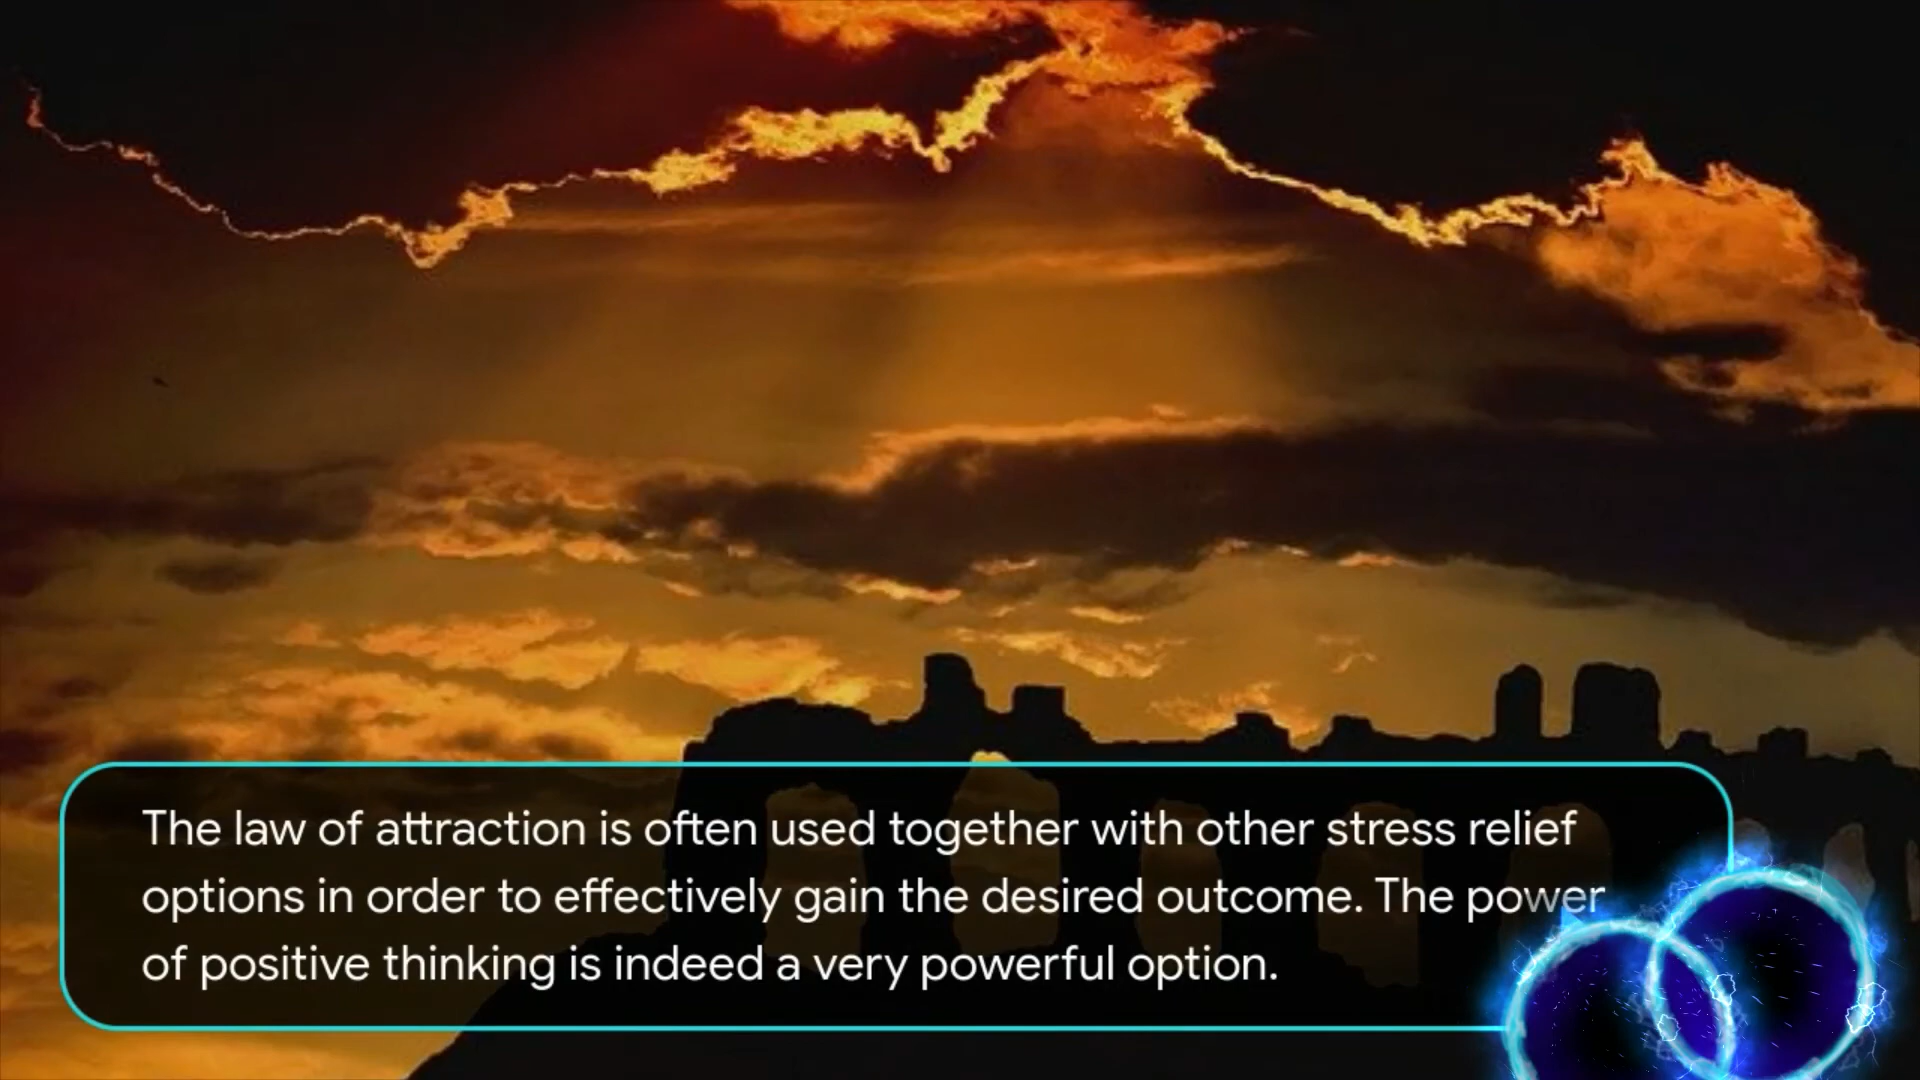 The law of attraction is often used together with other stress relief
options in order to effectively gain the desired outcome. The power
of positive thinking is indeed a very powerful option.